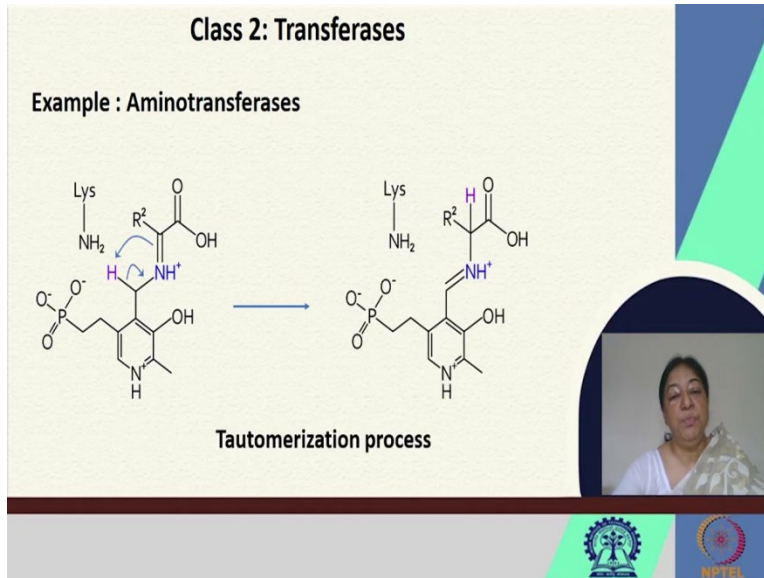 Class 2: Transferases
Example : Aminotransferases
Lys
NH2
R2
O
OH
H
NH+
O-
O-
P
O
OH
N+
H
Lys
NH2
H
R2
O
OH
NH+
O-
O-
P
O
OH
N+
H
Tautomerization process
NPTEL